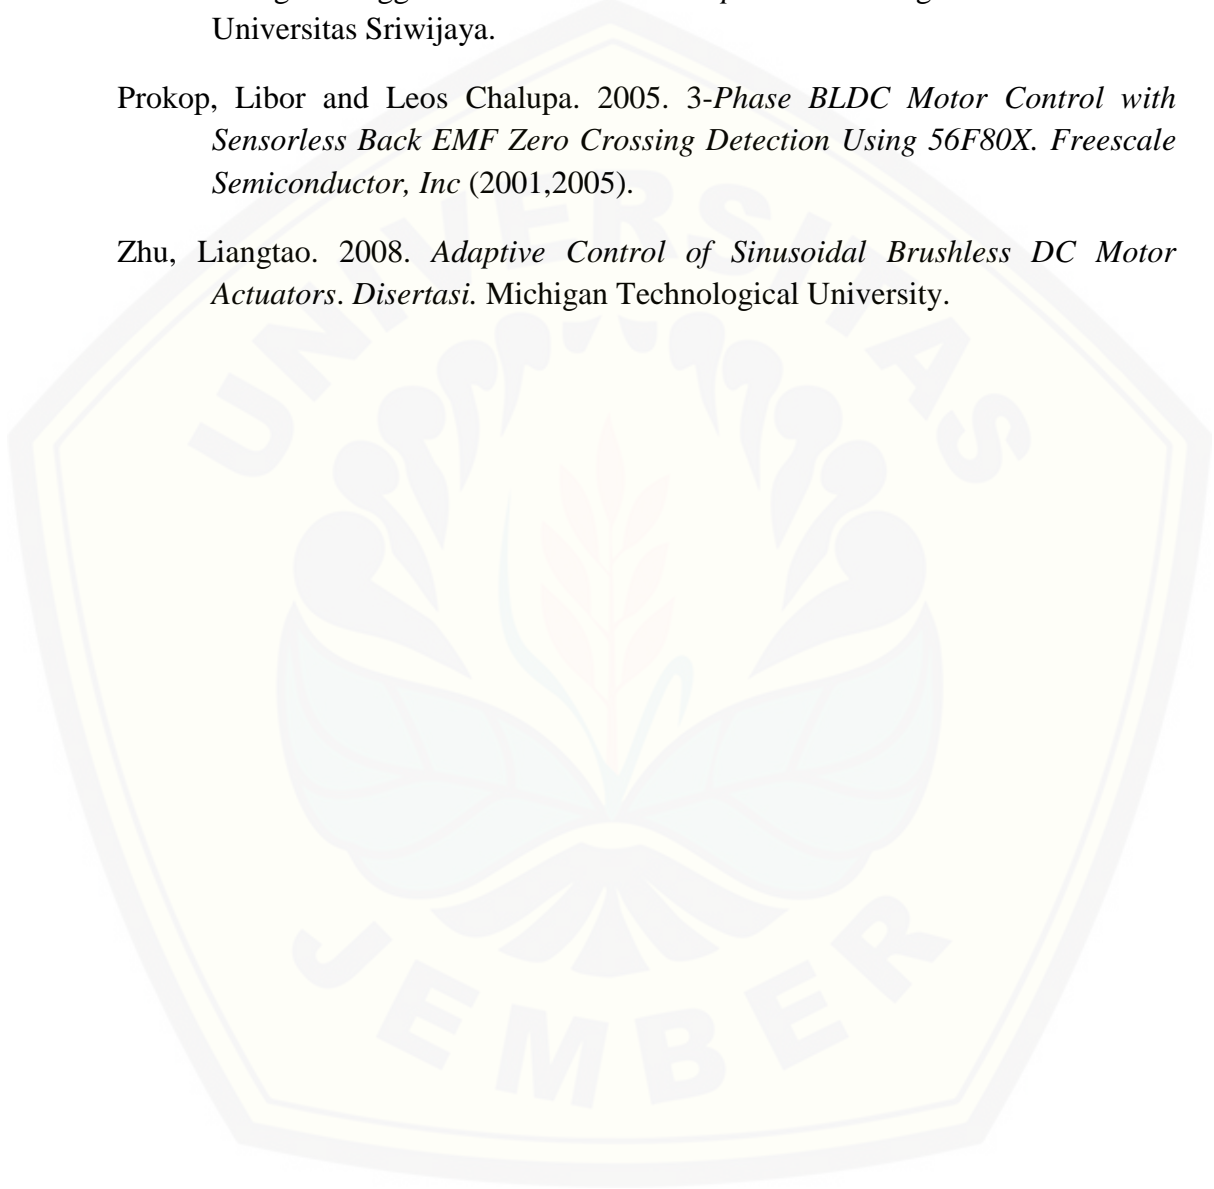 Universitas Sriwijaya.
Prokop, Libor and Leos Chalupa. 2005. 3-Phase BLDC Motor Control with
Sensorless Back EMF Zero Crossing Detection Using 56F80X. Freescale
Semiconductor, Inc (2001,2005).
Zhu, Liangtao. 2008. Adaptive Control of Sinusoidal Brushless DC Motor
Actuators. Disertasi. Michigan Technological University.
UNIVERSITAS
JEMBER